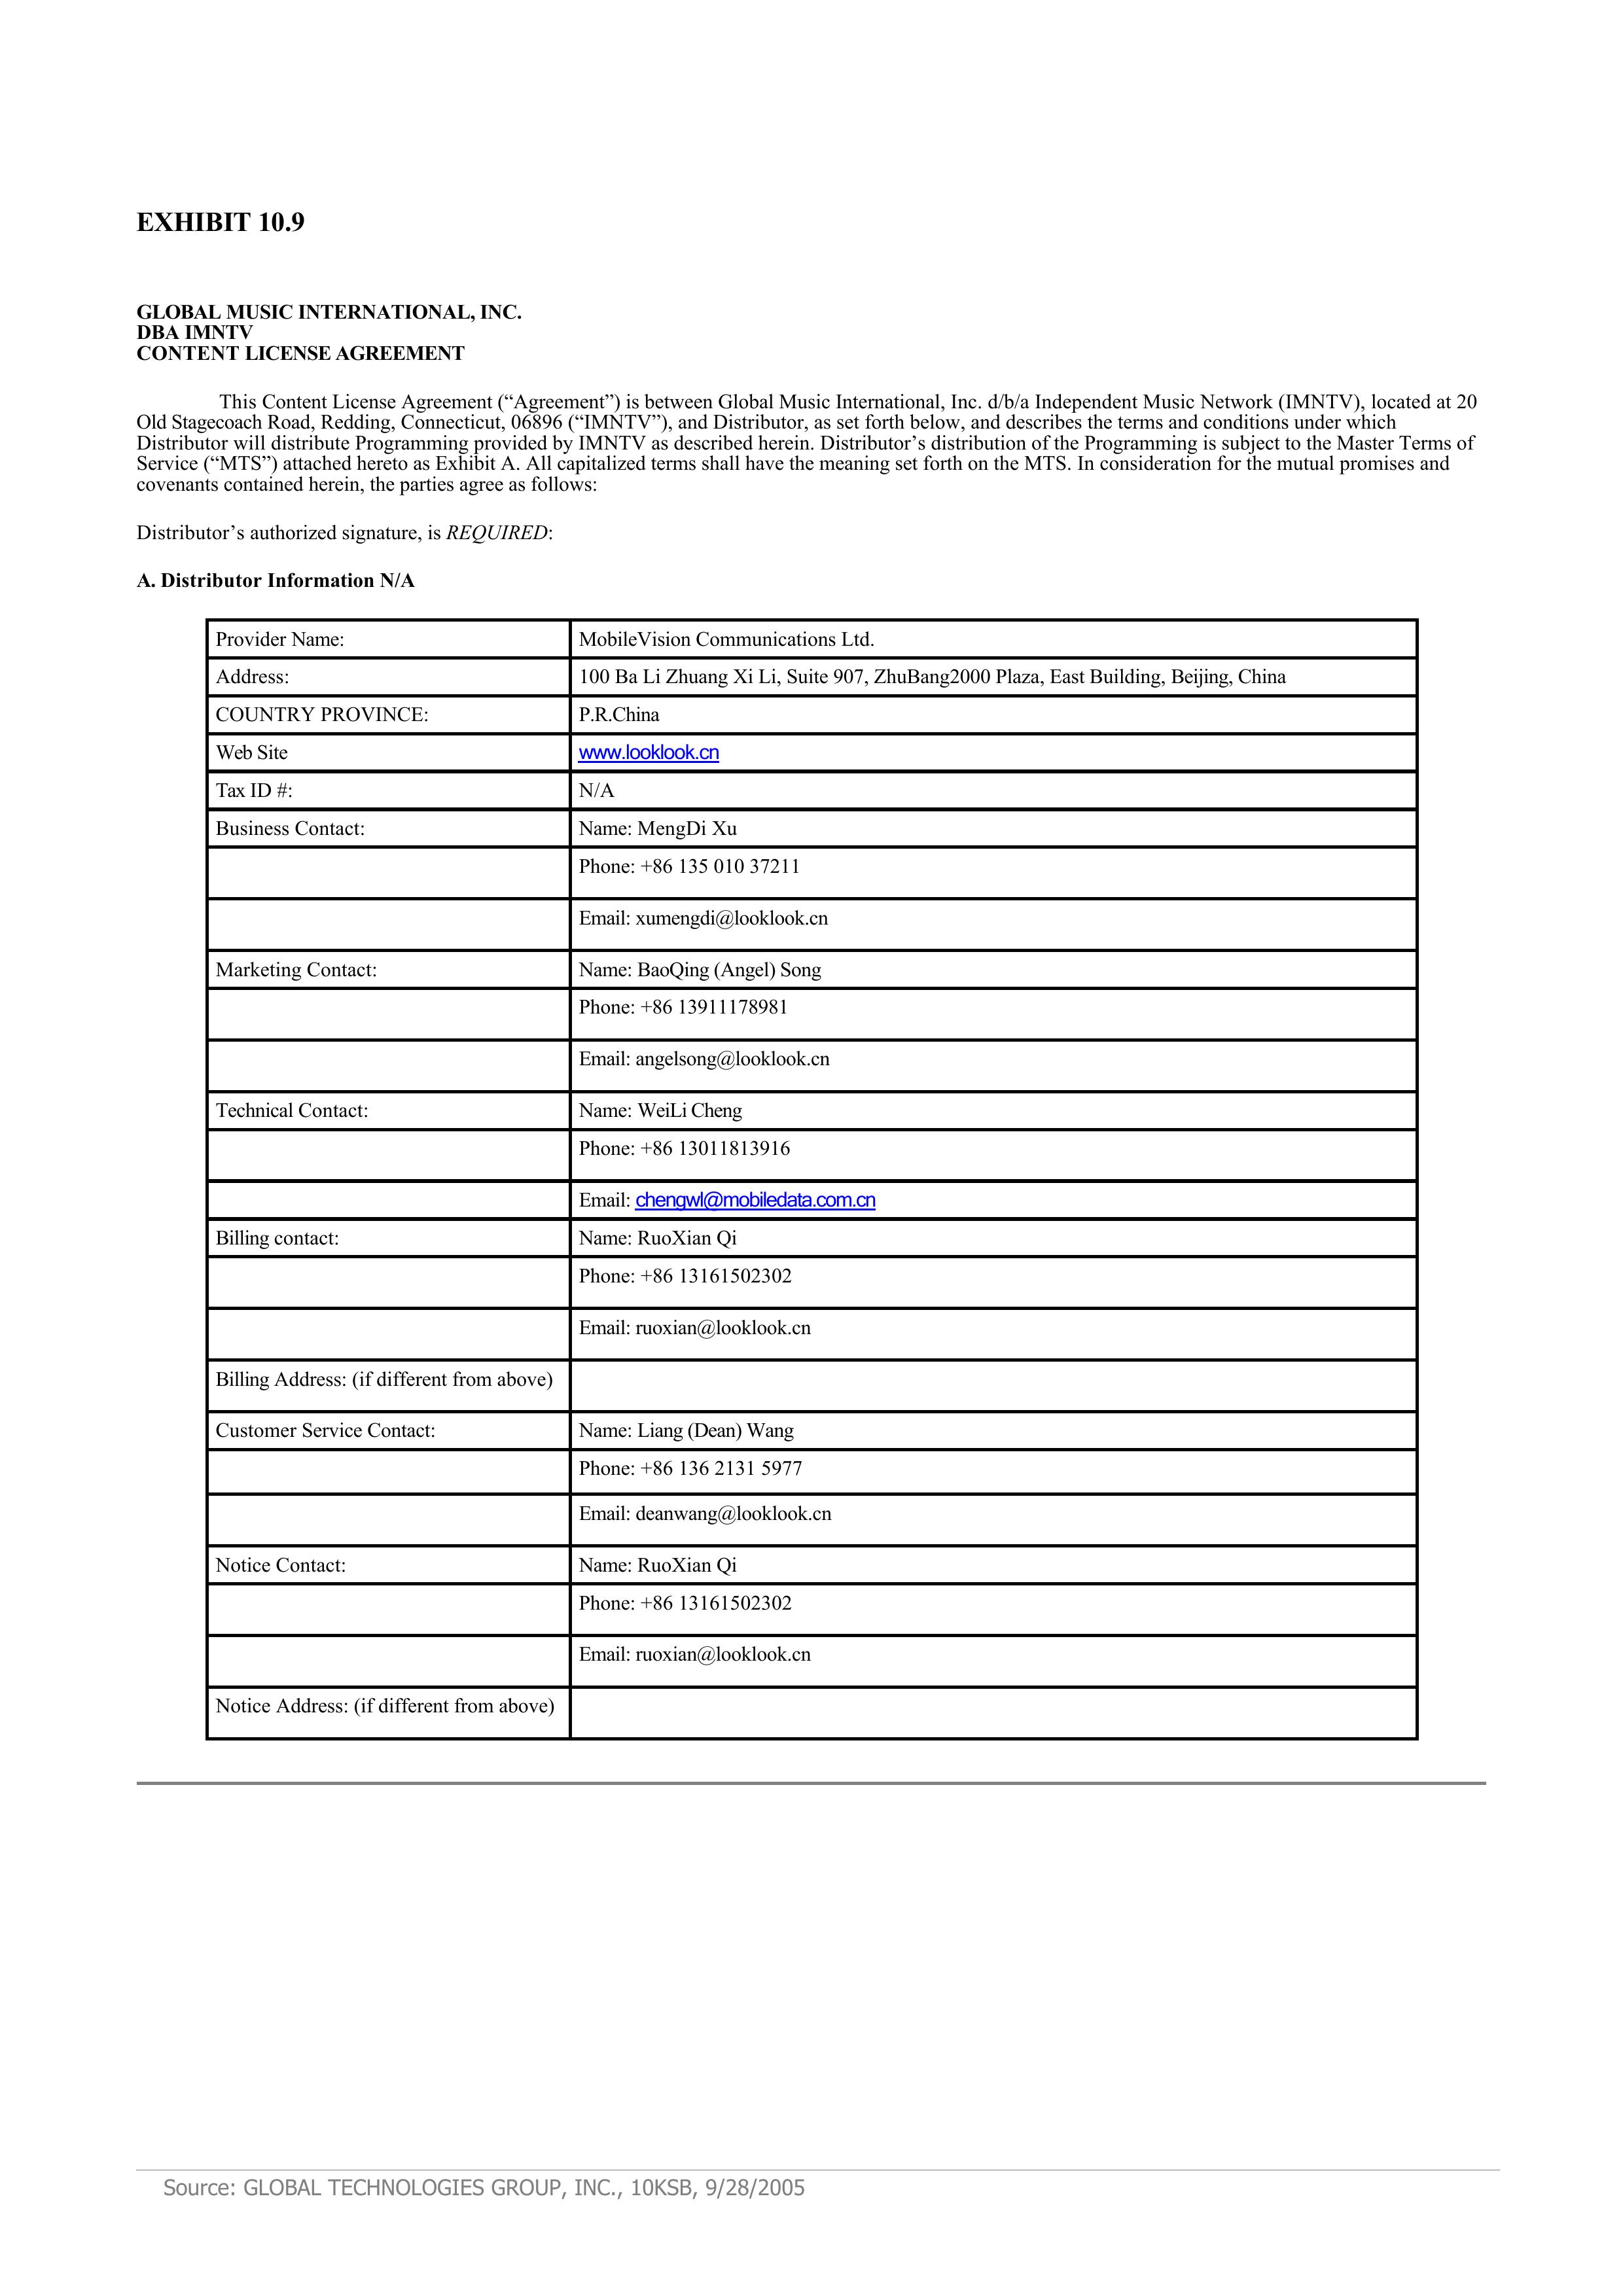 EXHIBIT 10.9
GLOBAL MUSIC INTERNATIONAL, INC.
DBA IMNTV
CONTENT LICENSE AGREEMENT
This Content License Agreement (“Agreement”) is between Global Music International, Inc. d/b/a Independent Music Network (IMNTV), located at 20
Old Stagecoach Road, Redding, Connecticut, 06896 (“IMNTV”), and Distributor, as set forth below, and describes the terms and conditions under which
Distributor will distribute Programming provided by IMNTV as described herein. Distributor’s distribution of the Programming is subject to the Master Terms of
Service (“MTS”) attached hereto as Exhibit A. All capitalized terms shall have the meaning set forth on the MTS. In consideration for the mutual promises and
covenants contained herein, the parties agree as follows:
Distributor’s authorized signature, is REQUIRED:
A. Distributor Information N/A
Provider Name: MobileVision Communications Ltd.
Address: 100 Ba Li Zhuang Xi Li, Suite 907, ZhuBang2000 Plaza, East Building, Beijing, China
COUNTRY PROVINCE: P.R.China
Web Site www.looklook.cn
Tax ID #: N/A
Business Contact: Name: MengDi Xu
Phone: +86 135 010 37211
Email: xumengdi@looklook.cn
Marketing Contact: Name: BaoQing (Angel) Song
Phone: +86 13911178981
Email: angelsong@looklook.cn
Technical Contact: Name: WeiLi Cheng
Phone: +86 13011813916
Email: chengwl@mobiledata.com.cn
Billing contact: Name: RuoXian Qi
Phone: +86 13161502302
Email: ruoxian@looklook.cn
Billing Address: (if different from above)
Customer Service Contact: Name: Liang (Dean) Wang
Phone: +86 136 2131 5977
Email: deanwang@looklook.cn
Notice Contact: Name: RuoXian Qi
Phone: +86 13161502302
Email: ruoxian@looklook.cn
Notice Address: (if different from above)
Source: GLOBAL TECHNOLOGIES GROUP, INC., 10KSB, 9/28/2005